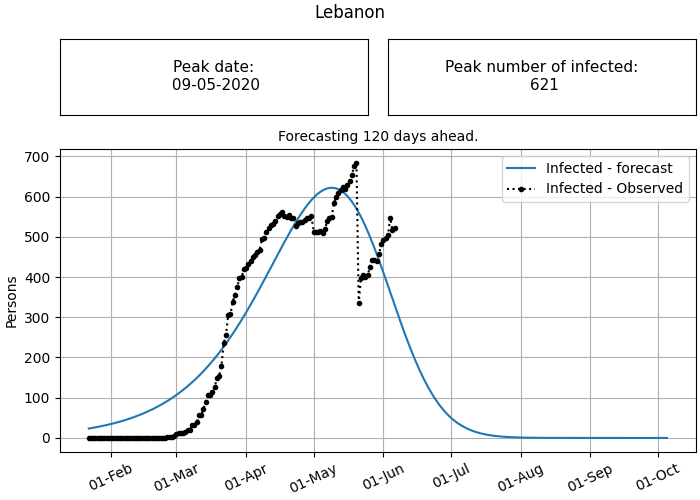 Lebanon
Peak date:
09-05-2020
Peak number of infected:
621
Forecasting 120 days ahead.
Infected - forecast
Infected - Observed
Persons
700
600
500
400
300
200
100
0
01-Feb
01-Mar
01-Apr
01-May
01-Jun
01-Jul
01-Aug
01-Sep
01-Oct